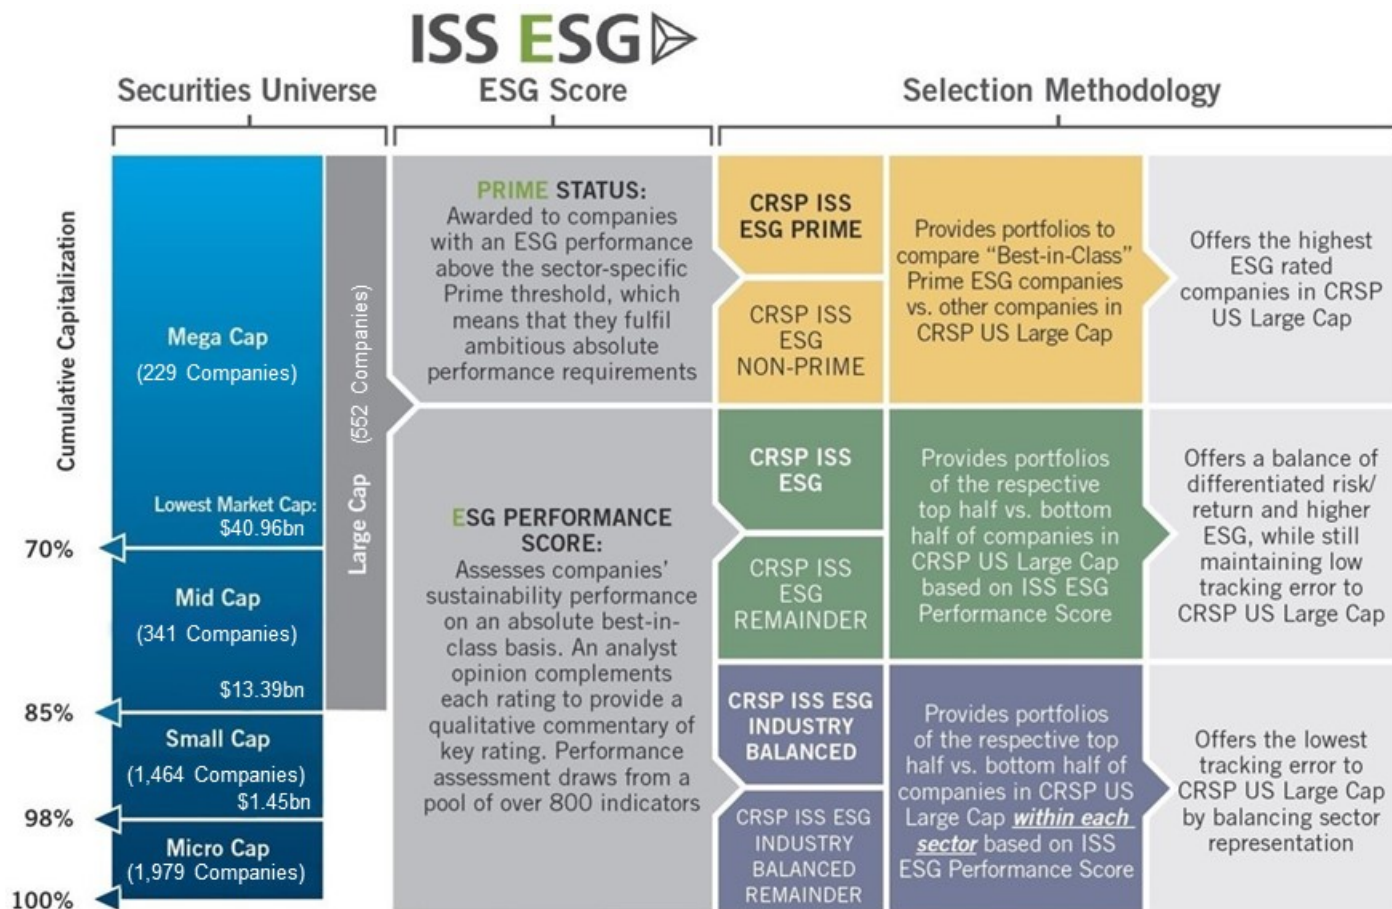 ISS ESG
Securities Universe
ESG Score
Selection Methodology
Cumulative Capitalization
Mega Cap
(229 Companies)
Lowest Market Cap:
$40.96bn
70%
Mid Cap
(341 Companies)
$13.39bn
85%
Small Cap
(1,464 Companies)
$1.45bn
98%
Micro Cap
(1,979 Companies)
100%
Large Cap (552 Companies)
PRIME STATUS:
Awarded to companies
with an ESG performance
above the sector-specific
Prime threshold, which
means that they fulfil
ambitious absolute
performance requirements
ESG PERFORMANCE
SCORE:
Assesses companies’
sustainability performance
on an absolute best-in-
class basis. An analyst
opinion complements
each rating to provide a
qualitative commentary of
key rating. Performance
assessment draws from a
pool of over 800 indicators
CRSP ISS
ESG PRIME
CRSP ISS
ESG
NON-PRIME
Provides portfolios to
compare “Best-in-Class”
Prime ESG companies
vs. other companies in
CRSP US Large Cap
Offers the highest
ESG rated
companies in CRSP
US Large Cap
CRSP ISS
ESG
CRSP ISS
ESG
REMAINDER
Provides portfolios
of the respective
top half vs. bottom
half of companies in
CRSP US Large Cap
based on ISS ESG
Performance Score
Offers a balance of
differentiated risk/
return and higher
ESG, while still
maintaining low
tracking error to
CRSP US Large Cap
CRSP ISS ESG
INDUSTRY
BALANCED
CRSP ISS ESG
INDUSTRY
BALANCED
REMAINDER
Provides portfolios
of the respective top
half vs. bottom half of
companies in CRSP US
Large Cap within each
sector based on ISS
ESG Performance Score
Offers the lowest
tracking error to
CRSP US Large Cap
by balancing sector
representation